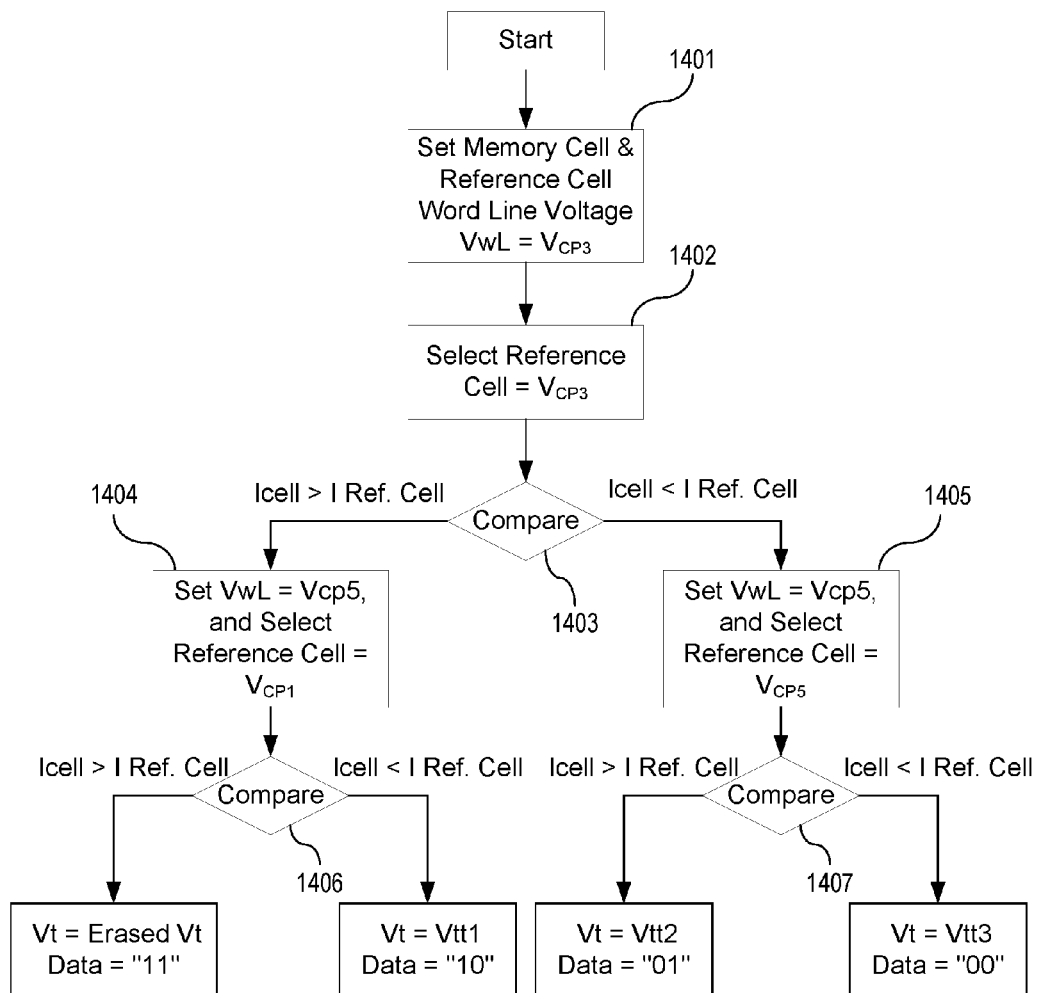 Start
1401
Set Memory Cell &
Reference Cell
Word Line Voltage
VwL = VCP3
1402
Select Reference
Cell = VCP3
1404
Icell > I Ref. Cell
Icell < I Ref. Cell
1405
Compare
1403
Set VwL = Vcp5,
and Select
Reference Cell =
VCP1
Set VwL = Vcp5,
and Select
Reference Cell =
VCP5
Icell > I Ref. Cell
Icell < I Ref. Cell
Icell > I Ref. Cell
Icell < I Ref. Cell
Compare
Compare
1406
1407
Vt = Erased Vt
Data = "11"
Vt = Vtt1
Data = "10"
Vt = Vtt2
Data = "01"
Vt = Vtt3
Data = "00"